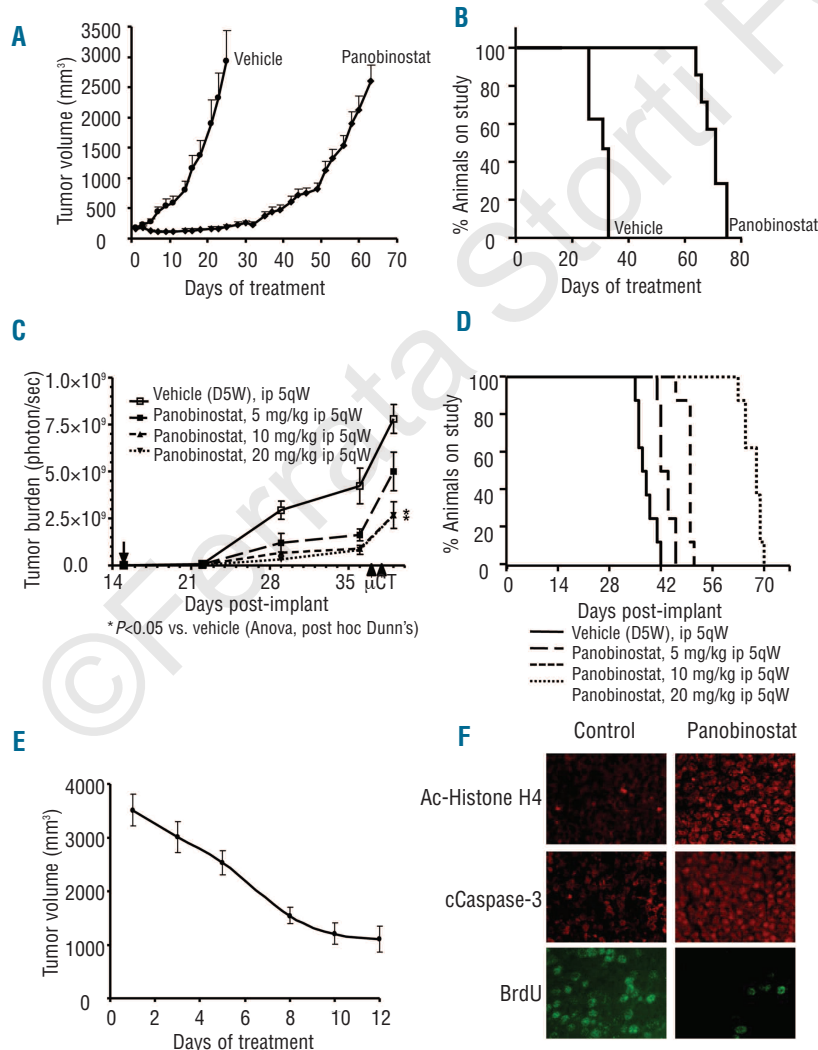 A
Tumor volume (mm³)
3500
3000
2500
2000
1500
1000
500
0
Vehicle
Panobinostat
0 10 20 30 40 50 60 70
Days of treatment
B
% Animals on study
100
80
60
40
20
0
Vehicle
Panobinostat
0 20 40 60 80
Days of treatment
C
Tumor burden (photon/sec)
1.0×10⁹
7.5×10⁹
5.0×10⁹
2.5×10⁹
0.0
Vehicle (D5W), ip 5qW
Panobinostat, 5 mg/kg ip 5qW
Panobinostat, 10 mg/kg ip 5qW
Panobinostat, 20 mg/kg ip 5qW
*
*
14 21 28 35
µCT
Days post-implant
*P<0.05 vs. vehicle (Anova, post hoc Dunn's)
D
% Animals on study
100
80
60
40
20
0
0 14 28 42 56 70
Days post-implant
Vehicle (D5W), ip 5qW
Panobinostat, 5 mg/kg ip 5qW
Panobinostat, 10 mg/kg ip 5qW
Panobinostat, 20 mg/kg ip 5qW
E
Tumor volume (mm³)
4000
3000
2000
1000
0
0 2 4 6 8 10 12
Days of treatment
F
Control Panobinostat
Ac-Histone H4
cCaspase-3
BrdU
©Ferrata Storti F